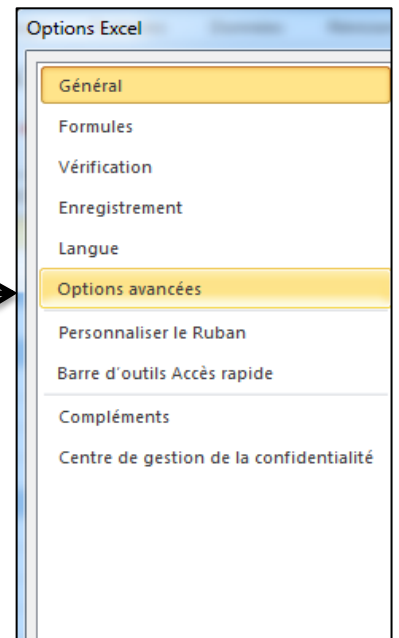 Options Excel
Général
Formules
Vérification
Enregistrement
Langue
Options avancées
Personnaliser le Ruban
Barre d'outils Accès rapide
Compléments
Centre de gestion de la confidentialité